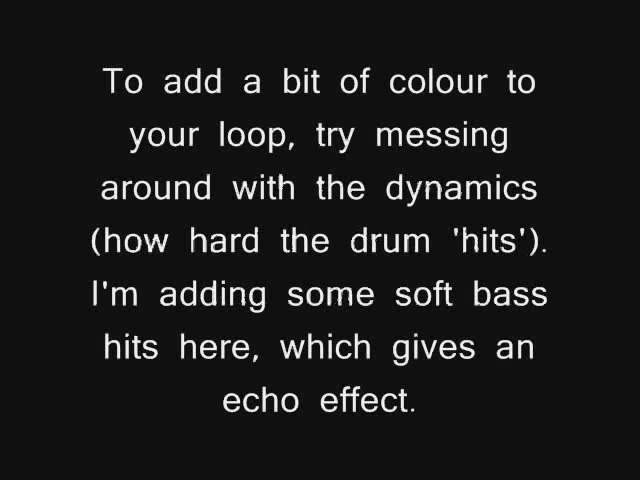 To add a bit of colour to
your loop, try messing
around with the dynamics
(how hard the drum 'hits').
I'm adding some soft bass
hits here, which gives an
echo effect.